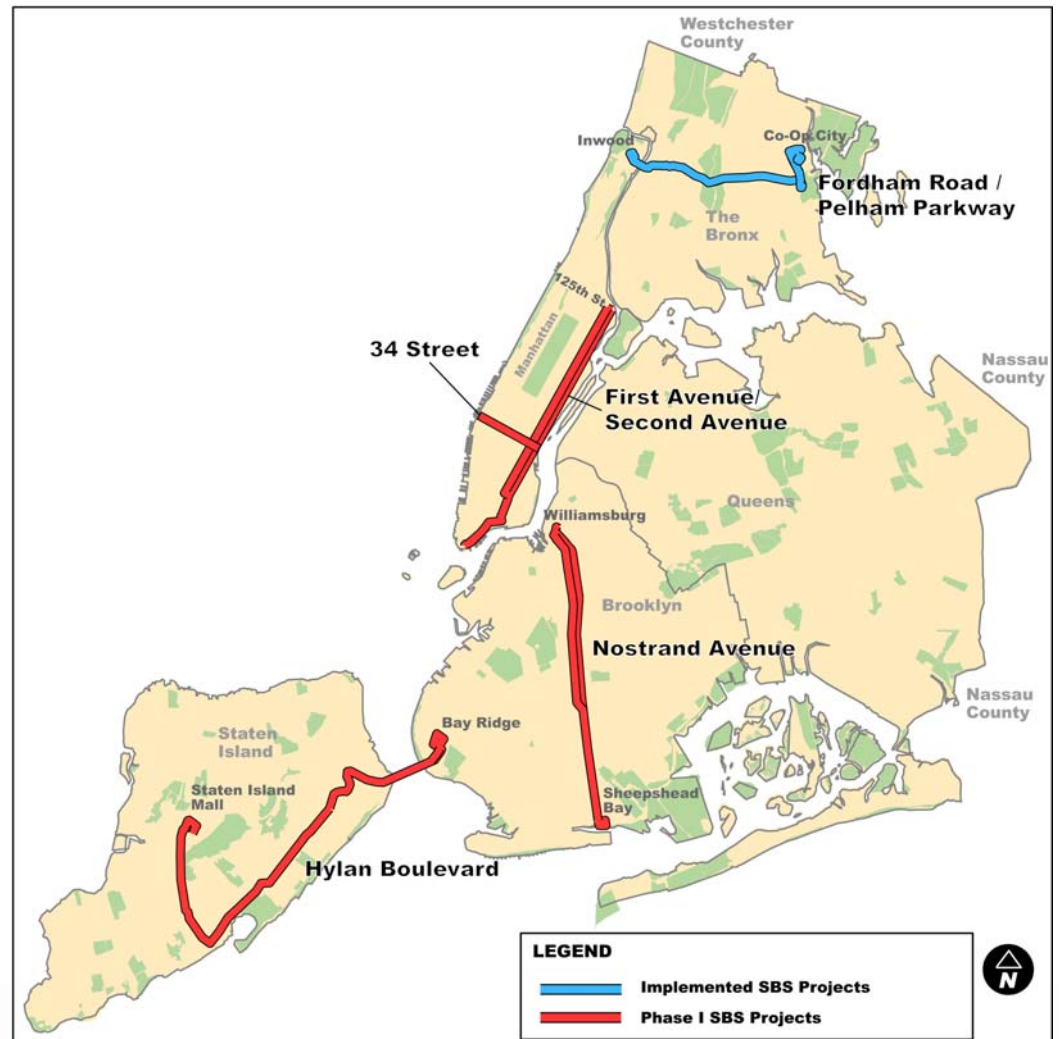 Westchester
County
Inwood
Co-Op City
Fordham Road /
Pelham Parkway
The
Bronx
125th St.
Manhattan
34 Street
Nassau
County
First Avenue/
Second Avenue
Queens
Williamsburg
Brooklyn
Nostrand Avenue
Nassau
County
Bay Ridge
Staten
Island
Staten Island
Mall
Sheepshead
Bay
Hylan Boulevard
LEGEND
Implemented SBS Projects
Phase I SBS Projects
N